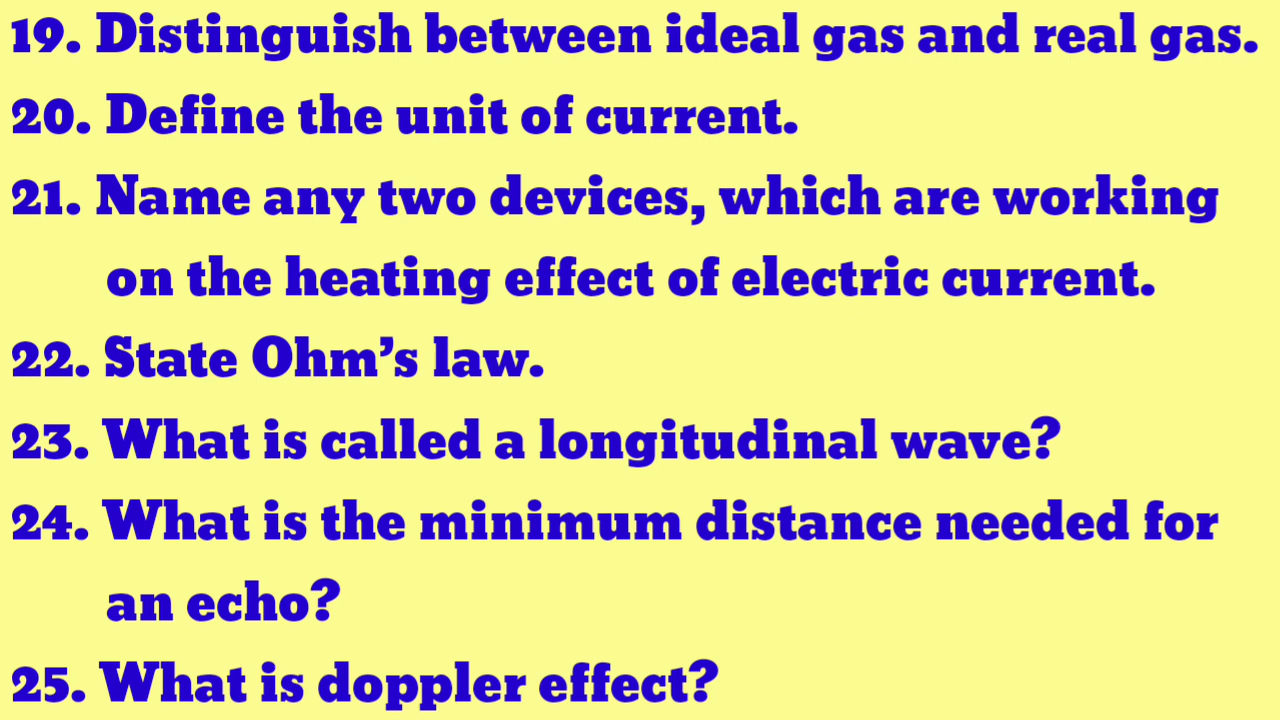 19. Distinguish between ideal gas and real gas.
20. Define the unit of current.
21. Name any two devices, which are working
on the heating effect of electric current.
22. State Ohm’s law.
23. What is called a longitudinal wave?
24. What is the minimum distance needed for
an echo?
25. What is doppler effect?